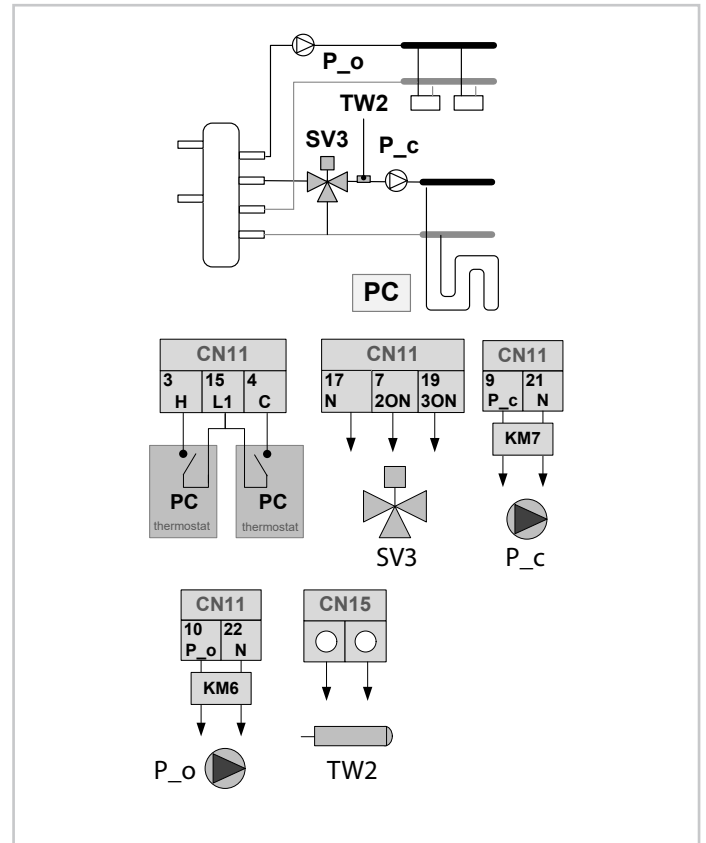 P_o
TW2
SV3
P_c
PC
CN11
3 15 4
H L1 C
PC PC
thermostat thermostat
CN11
17 7 19
N 2ON 3ON
SV3
CN11
9 21
P_c N
KM7
P_c
CN11
10 22
P_o N
KM6
P_o
CN15
TW2